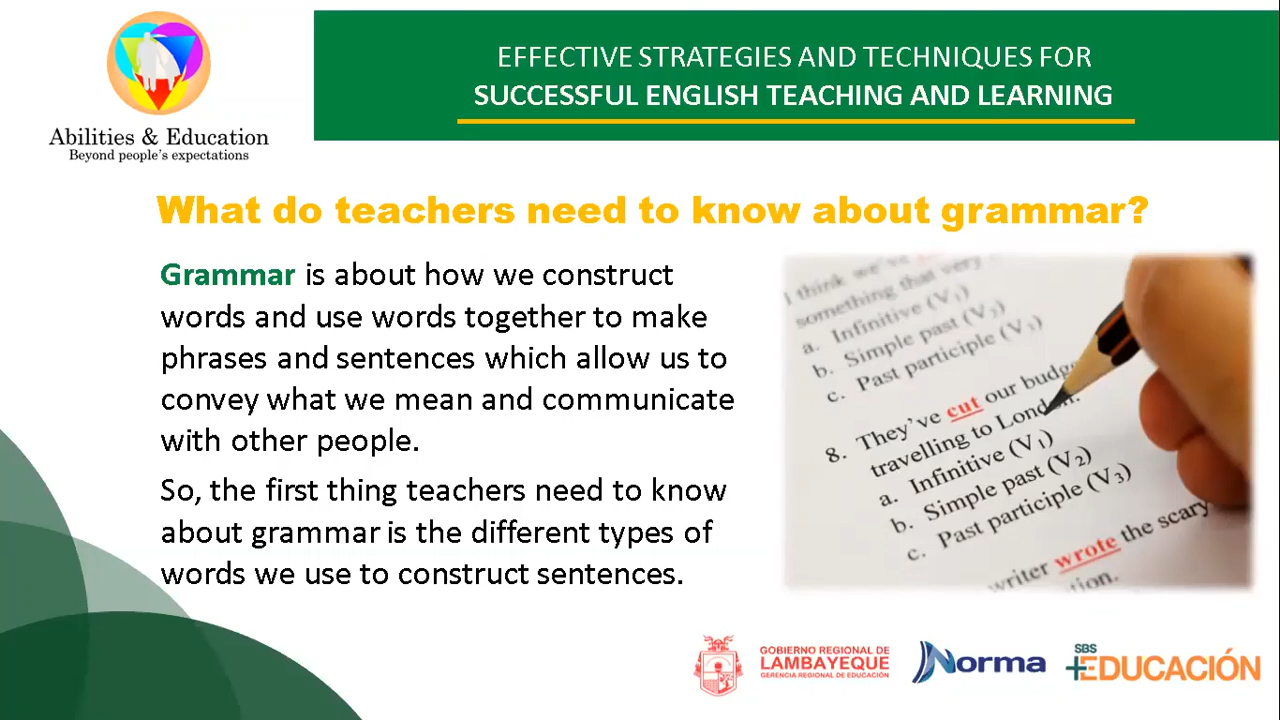 EFFECTIVE STRATEGIES AND TECHNIQUES FOR
SUCCESSFUL ENGLISH TEACHING AND LEARNING
Abilities & Education
Beyond people's expectations
What do teachers need to know about grammar?
Grammar is about how we construct
words and use words together to make
phrases and sentences which allow us to
convey what we mean and communicate
with other people.
So, the first thing teachers need to know
about grammar is the different types of
words we use to construct sentences.
I think we've
something that very
a. Infinitive (V1)
b. Simple past (V2)
c. Past participle (V3)
8. They've cut our
travelling to
a. Infinitive (V1)
b. Simple past (V2)
c. Past participle (V3)
writer wrote the scary
GOBIERNO REGIONAL DE
LAMBAYEQUE
GERENCIA REGIONAL DE EDUCACIÓN
Norma
SBS
+EDUCACIÓN